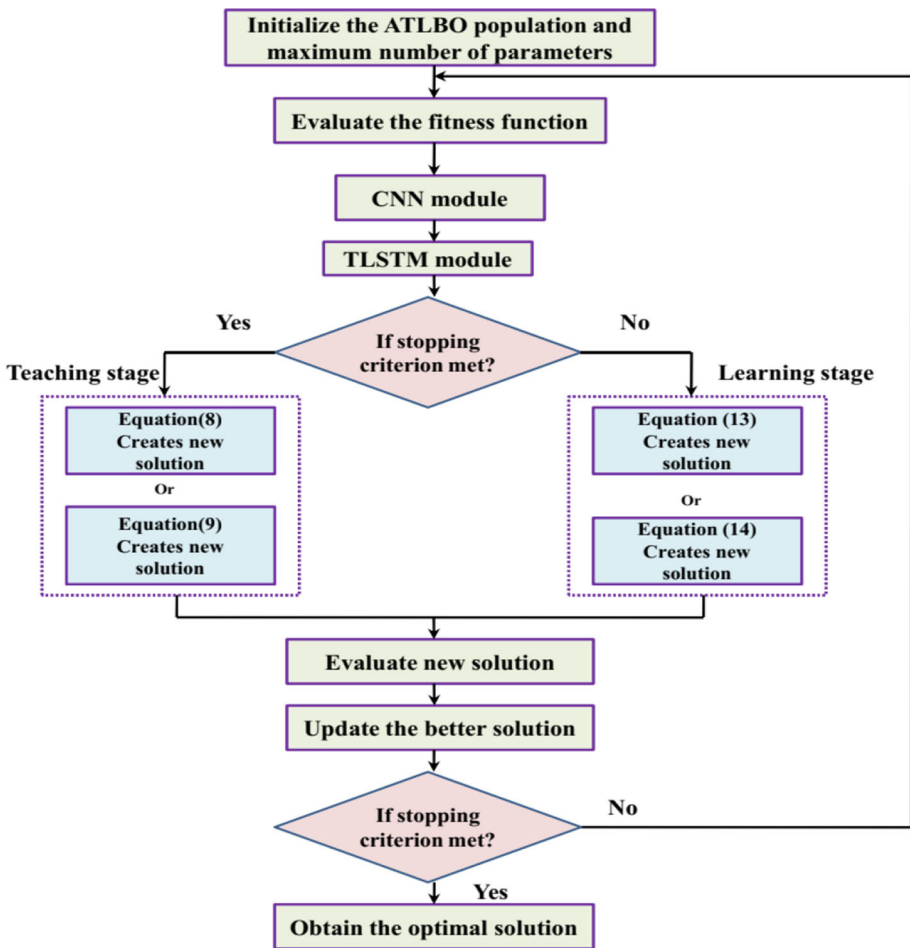 Initialize the ATLBO population and
maximum number of parameters
Evaluate the fitness function
CNN module
TLSTM module
If stopping
criterion met?
Yes
No
Teaching stage
Learning stage
Equation(8)
Creates new
solution
Or
Equation(9)
Creates new
solution
Equation (13)
Creates new
solution
Or
Equation (14)
Creates new
solution
Evaluate new solution
Update the better solution
If stopping
criterion met?
No
Yes
Obtain the optimal solution